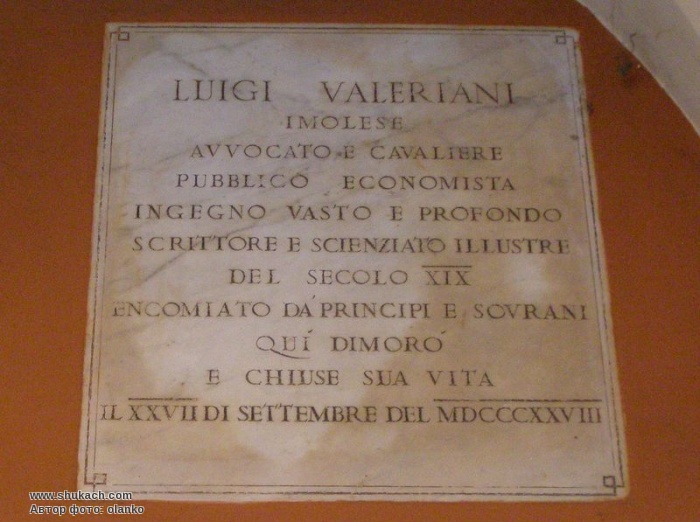 LUIGI VALERIANI
IMOLESE
AVVOCATO E CAVALIERE
PUBBLICO ECONOMISTA
INGEGNO VASTO E PROFONDO
SCRITTORE E SCIENZIATO ILLUSTRE
DEL SECOLO XIX
ENCOMIATO DA' PRINCIPI E SOVRANI
QUÌ DIMORÒ
E CHIUSE SUA VITA
IL XXVII DI SETTEMBRE DEL MDCCCXXVIII
www.shukach.com
Автор фото: olanko